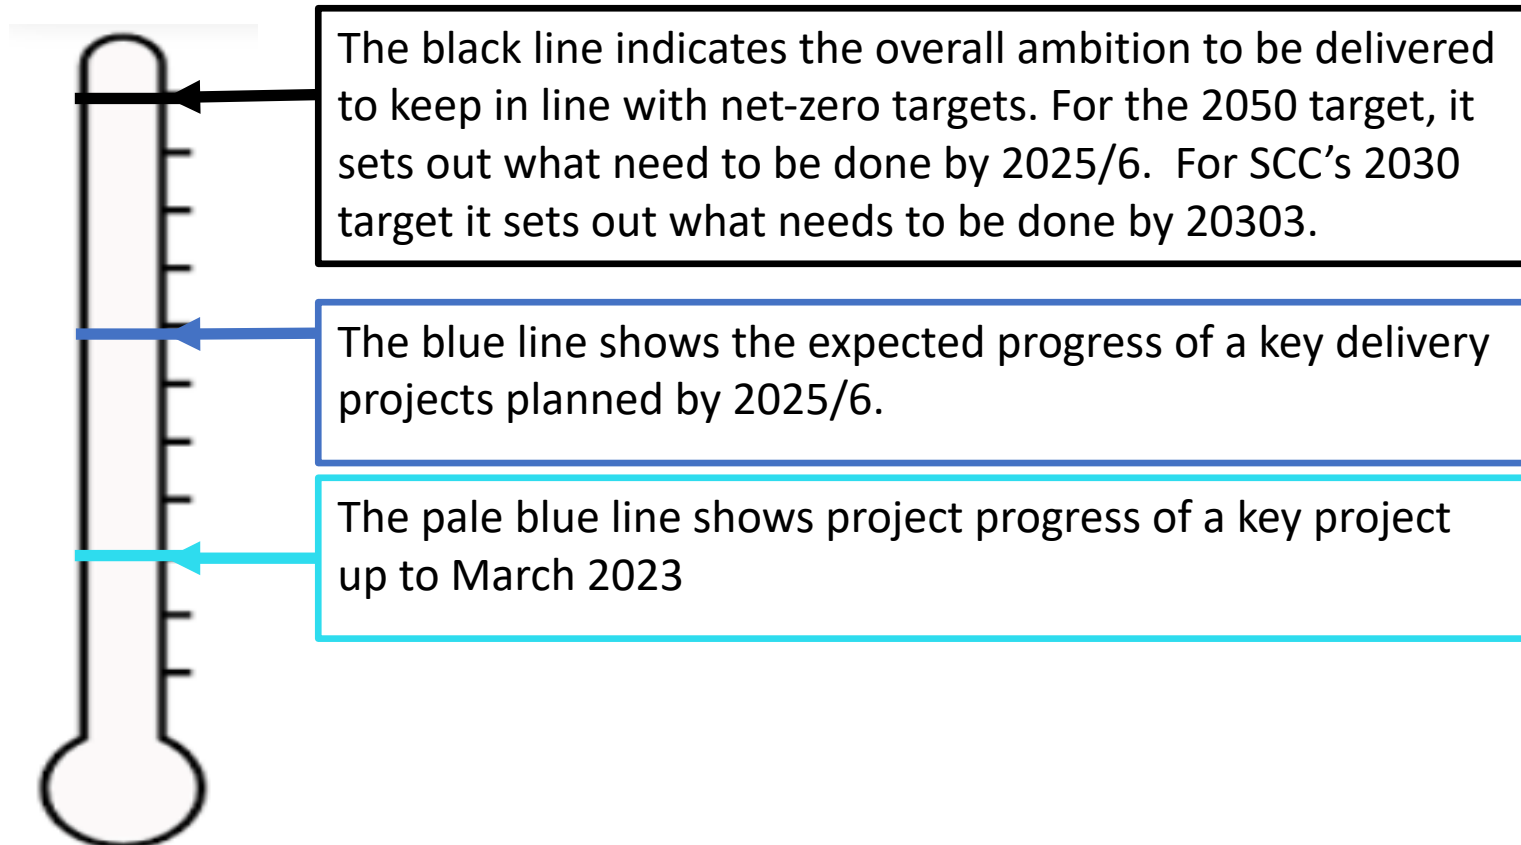 The black line indicates the overall ambition to be delivered
to keep in line with net-zero targets. For the 2050 target, it
sets out what need to be done by 2025/6.  For SCC’s 2030
target it sets out what needs to be done by 20303.
The blue line shows the expected progress of a key delivery
projects planned by 2025/6.
The pale blue line shows project progress of a key project
up to March 2023